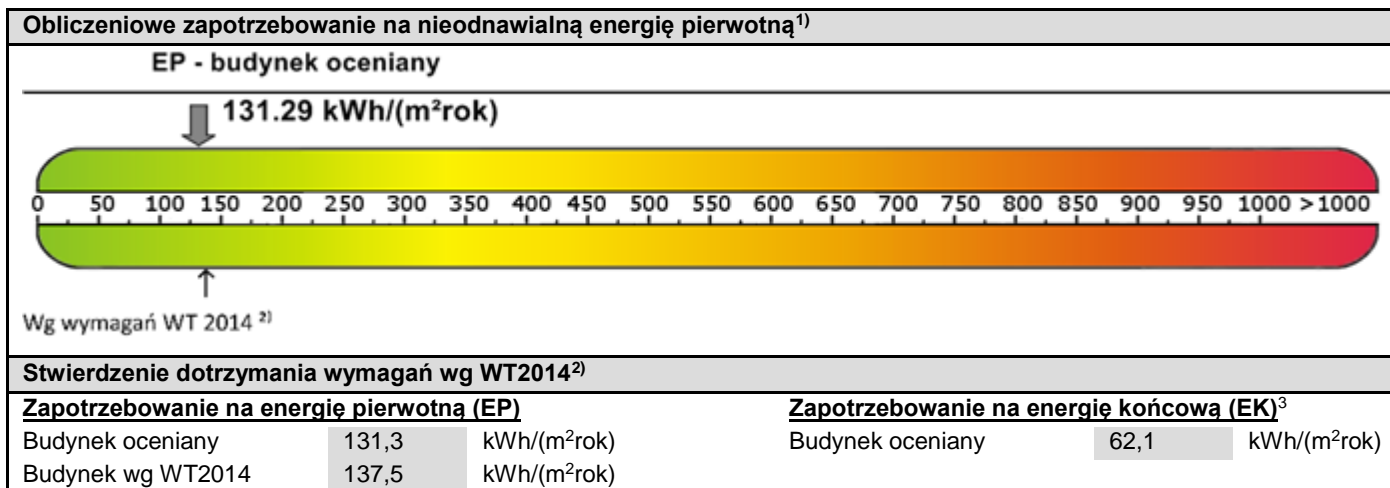 Obliczeniowe zapotrzebowanie na nieodnawialną energię pierwotną1)
EP - budynek oceniany
131.29 kWh/(m²rok)
0 50 100 150 200 250 300 350 400 450 500 550 600 650 700 750 800 850 900 950 1000 >1000
Wg wymagań WT 2014 2)
Stwierdzenie dotrzymania wymagań wg WT20142)
Zapotrzebowanie na energię pierwotną (EP) Zapotrzebowanie na energię końcową (EK)3
Budynek oceniany 131,3 kWh/(m2rok) Budynek oceniany 62,1 kWh/(m2rok)
Budynek wg WT2014 137,5 kWh/(m2rok)